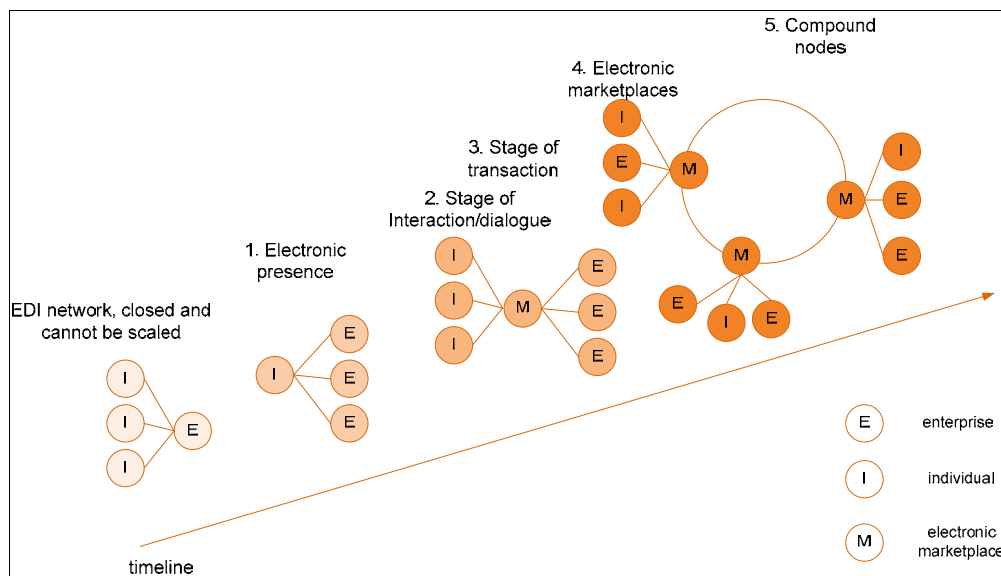 5. Compound
nodes
4. Electronic
marketplaces
I
E
I
M
M
I
E
E
M
E
I
E
3. Stage of
transaction
2. Stage of
Interaction/dialogue
I
I
I
M
E
E
E
1. Electronic
presence
I
E
E
E
EDI network, closed and
cannot be scaled
I
I
I
E
E
enterprise
I
individual
M
electronic
marketplace
timeline